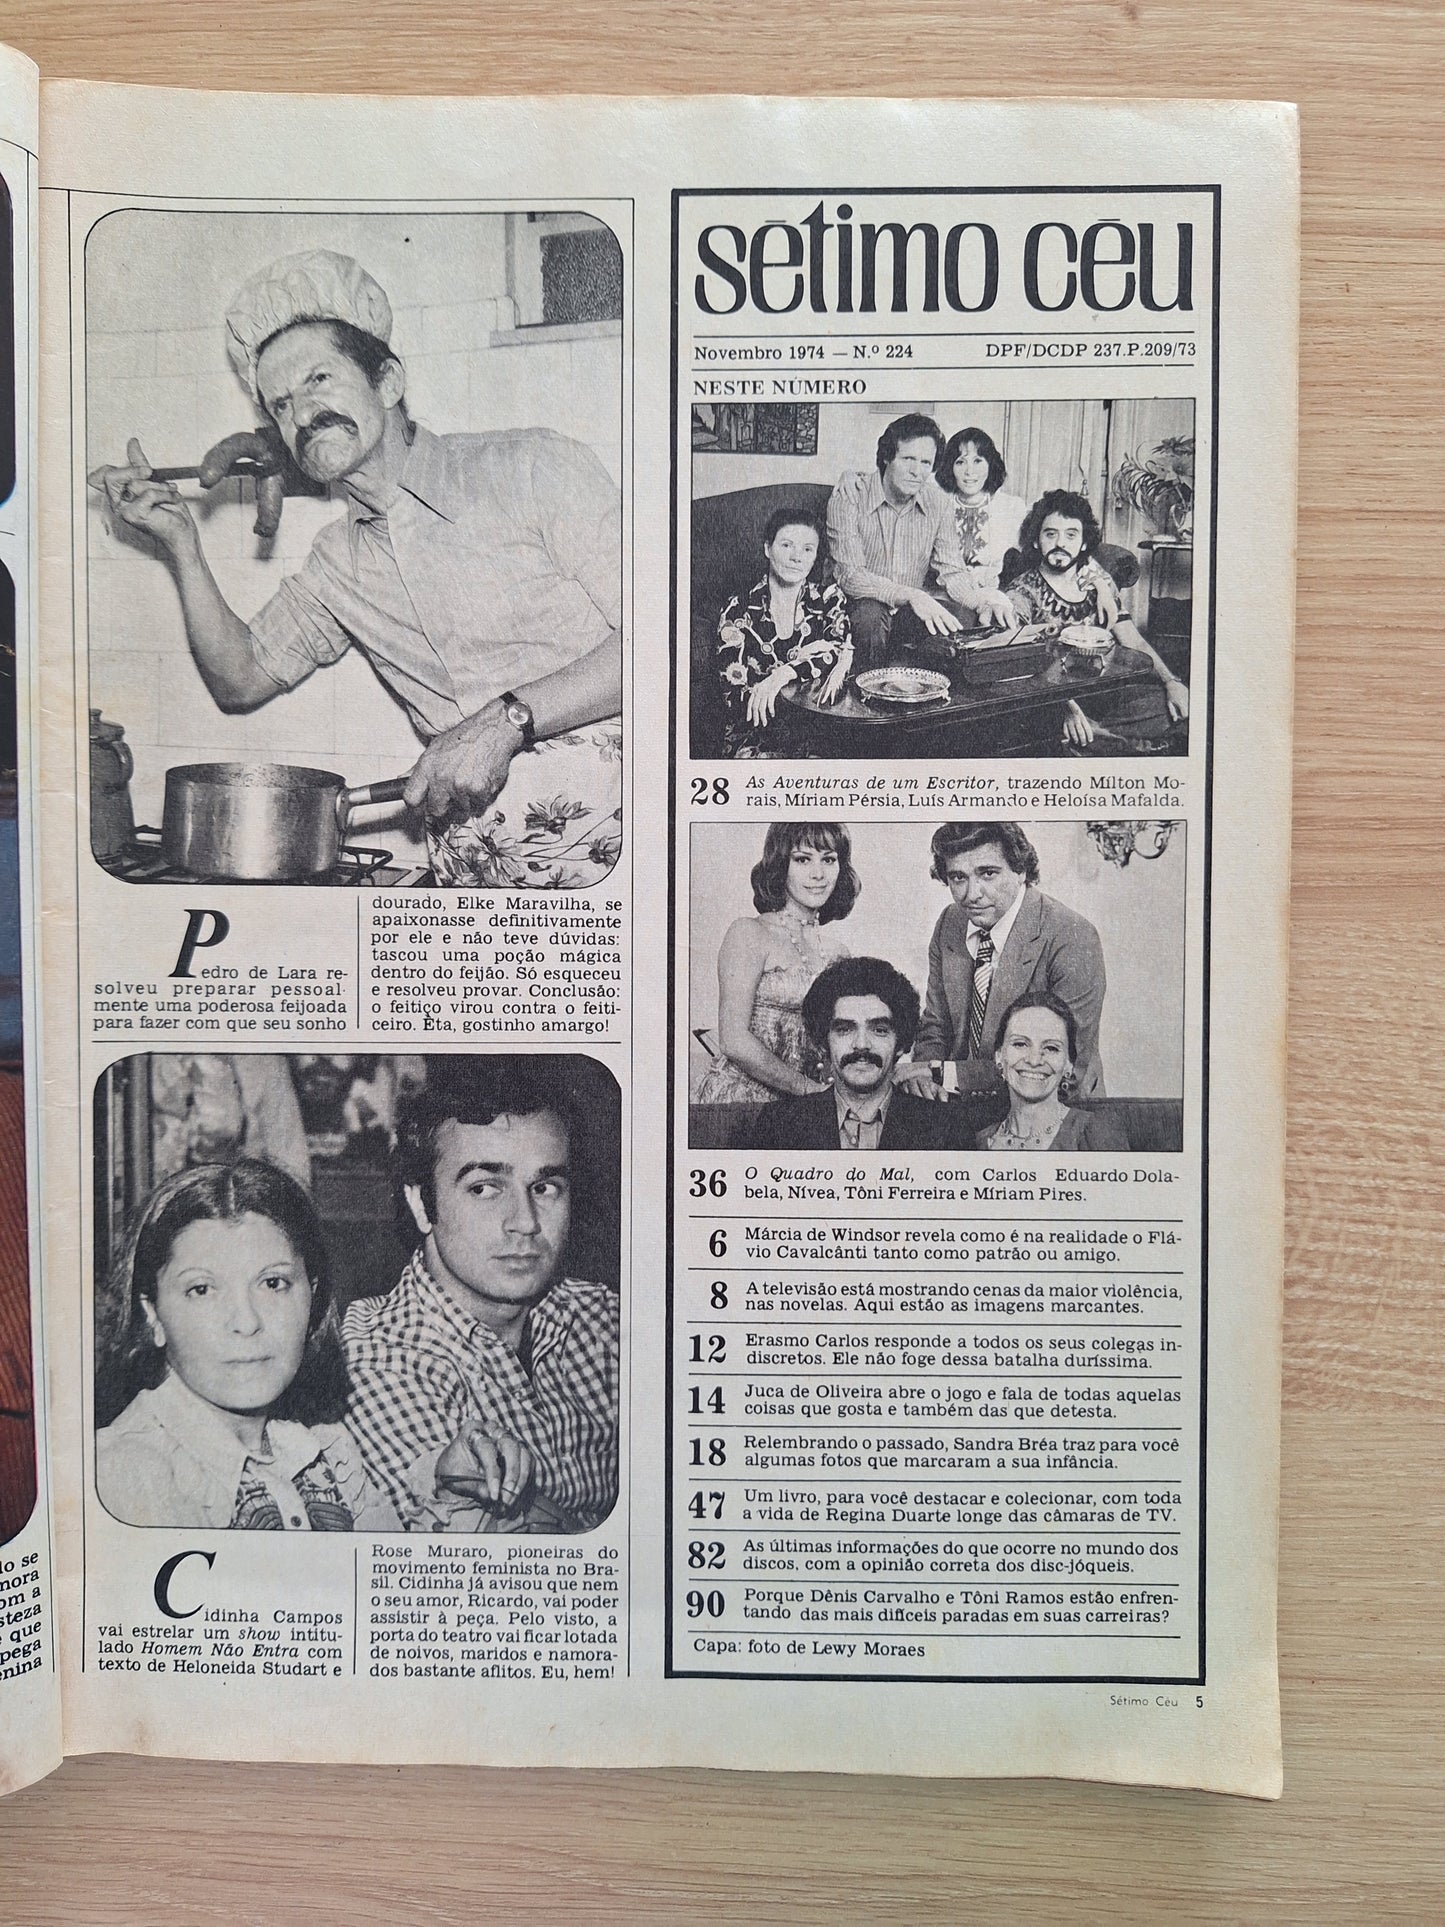 Pedro de Lara re-
solveu preparar pessoal-
mente uma poderosa feijoada
para fazer com que seu sonho
dourado, Elke Maravilha, se
apaixonasse definitivamente
por ele e não teve dúvidas:
tascou uma poção mágica
dentro do feijão. Só esqueceu
e resolveu provar. Conclusão:
o feitiço virou contra o feiti-
ceiro. Êta, gostinho amargo!
Cidinha Campos
vai estrelar um show intitu-
lado Homem Não Entra com
texto de Heloneida Studart e
Rose Muraro, pioneiras do
movimento feminista no Bra-
sil. Cidinha já avisou que nem
o seu amor, Ricardo, vai poder
assistir à peça. Pelo visto, a
porta do teatro vai ficar lotada
de noivos, maridos e namora-
dos bastante aflitos. Eu, hem!
sétimo céu
Novembro 1974 — N.º 224 DPF/DCDP 237.P.209/73
NESTE NÚMERO
28 As Aventuras de um Escritor, trazendo Mílton Mo-
rais, Míriam Pérsia, Luís Armando e Heloísa Mafalda.
36 O Quadro do Mal, com Carlos Eduardo Dola-
bela, Nívea, Tôni Ferreira e Míriam Pires.
6 Márcia de Windsor revela como é na realidade o Flá-
vio Cavalcânti tanto como patrão ou amigo.
8 A televisão está mostrando cenas da maior violência,
nas novelas. Aqui estão as imagens marcantes.
12 Erasmo Carlos responde a todos os seus colegas in-
discretos. Ele não foge dessa batalha duríssima.
14 Juca de Oliveira abre o jogo e fala de todas aquelas
coisas que gosta e também das que detesta.
18 Relembrando o passado, Sandra Bréa traz para você
algumas fotos que marcaram a sua infância.
47 Um livro, para você destacar e colecionar, com toda
a vida de Regina Duarte longe das câmaras de TV.
82 As últimas informações do que ocorre no mundo dos
discos, com a opinião correta dos disc-jóqueis.
90 Porque Dênis Carvalho e Tôni Ramos estão enfren-
tando das mais difíceis paradas em suas carreiras?
Capa: foto de Lewy Moraes
Sétimo Céu 5